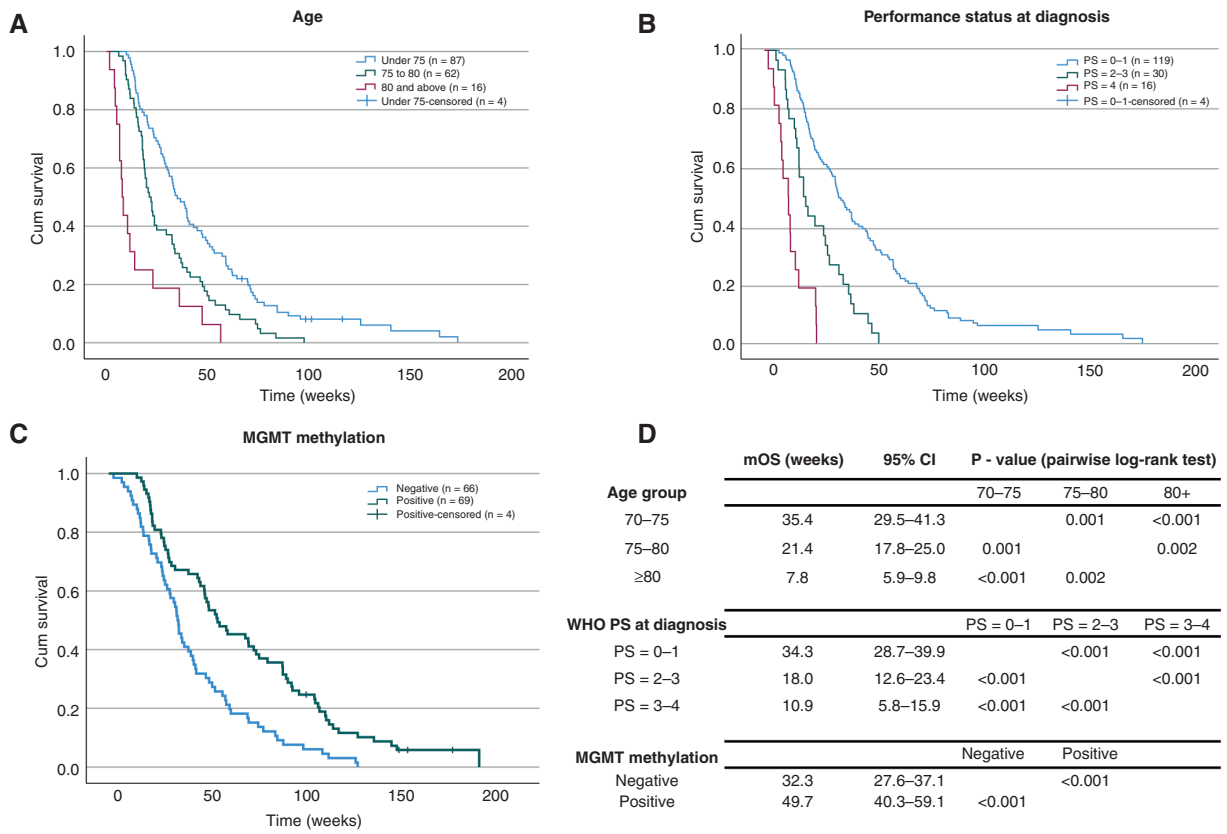 A
Age
1.0
0.8
0.6
0.4
0.2
0.0
Cum survival
Under 75 (n = 87)
75 to 80 (n = 62)
80 and above (n = 16)
Under 75-censored (n = 4)
0 50 100 150 200
Time (weeks)
B
Performance status at diagnosis
1.0
0.8
0.6
0.4
0.2
0.0
Cum survival
PS = 0–1 (n = 119)
PS = 2–3 (n = 30)
PS = 4 (n = 16)
PS = 0–1-censored (n = 4)
0 50 100 150 200
Time (weeks)
C
MGMT methylation
1.0
0.8
0.6
0.4
0.2
0.0
Cum survival
Negative (n = 66)
Positive (n = 69)
Positive-censored (n = 4)
0 50 100 150 200
Time (weeks)
D
mOS (weeks) 95% CI P - value (pairwise log-rank test)
Age group 70–75 75–80 80+
70–75 35.4 29.5–41.3 0.001 <0.001
75–80 21.4 17.8–25.0 0.001 0.002
≥80 7.8 5.9–9.8 <0.001 0.002
WHO PS at diagnosis PS = 0–1 PS = 2–3 PS = 3–4
PS = 0–1 34.3 28.7–39.9 <0.001 <0.001
PS = 2–3 18.0 12.6–23.4 <0.001 <0.001
PS = 3–4 10.9 5.8–15.9 <0.001 <0.001
MGMT methylation Negative Positive
Negative 32.3 27.6–37.1 <0.001
Positive 49.7 40.3–59.1 <0.001